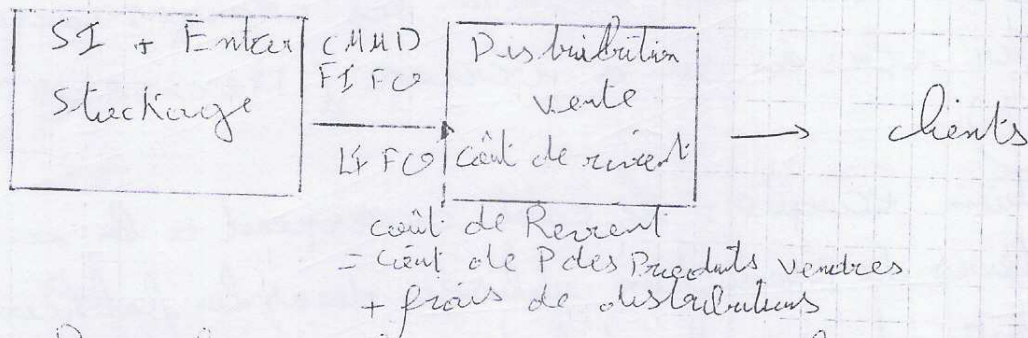 SI + Entrer
Stockage
CMUD
FIFO
LIFO
Distribution
vente
coût de revient
clients
coût de Revient
= coût de P des Produits vendres
+ frais de distributions